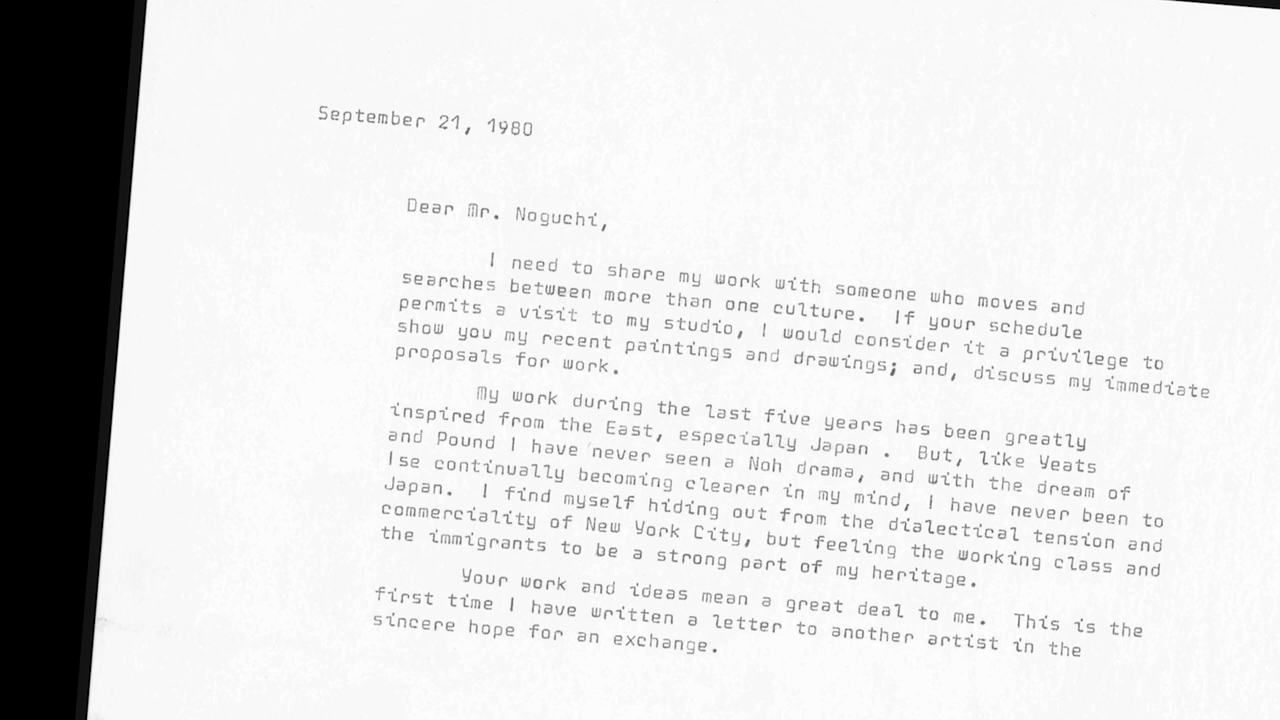 September 21, 1980
Dear Mr. Noguchi,
I need to share my work with someone who moves and
searches between more than one culture.  If your schedule
permits a visit to my studio, I would consider it a privilege to
show you my recent paintings and drawings; and, discuss my immediate
proposals for work.
My work during the last five years has been greatly
inspired from the East, especially Japan .  But, like Yeats
and Pound I have never seen a Noh drama, and with the dream of
Ise continually becoming clearer in my mind, I have never been to
Japan.  I find myself hiding out from the dialectical tension and
commerciality of New York City, but feeling the working class and
the immigrants to be a strong part of my heritage.
Your work and ideas mean a great deal to me.  This is the
first time I have written a letter to another artist in the
sincere hope for an exchange.